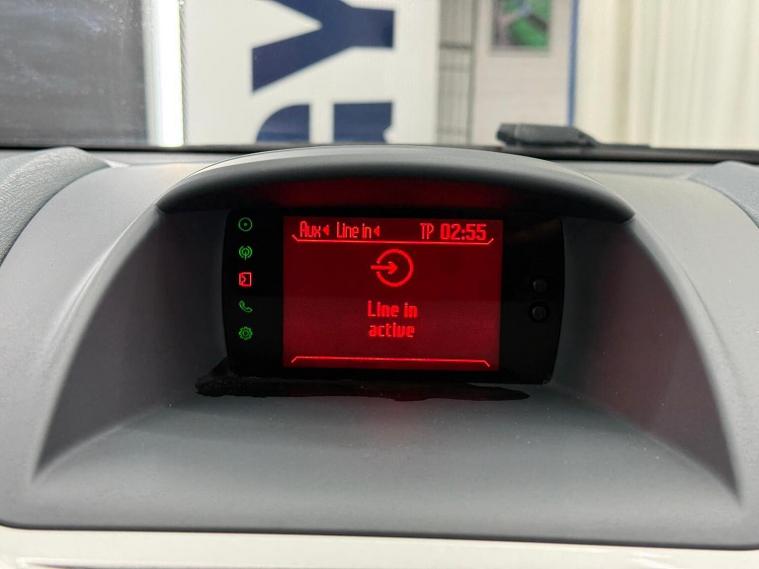 Aux Line in TP 02:55
Line in
active